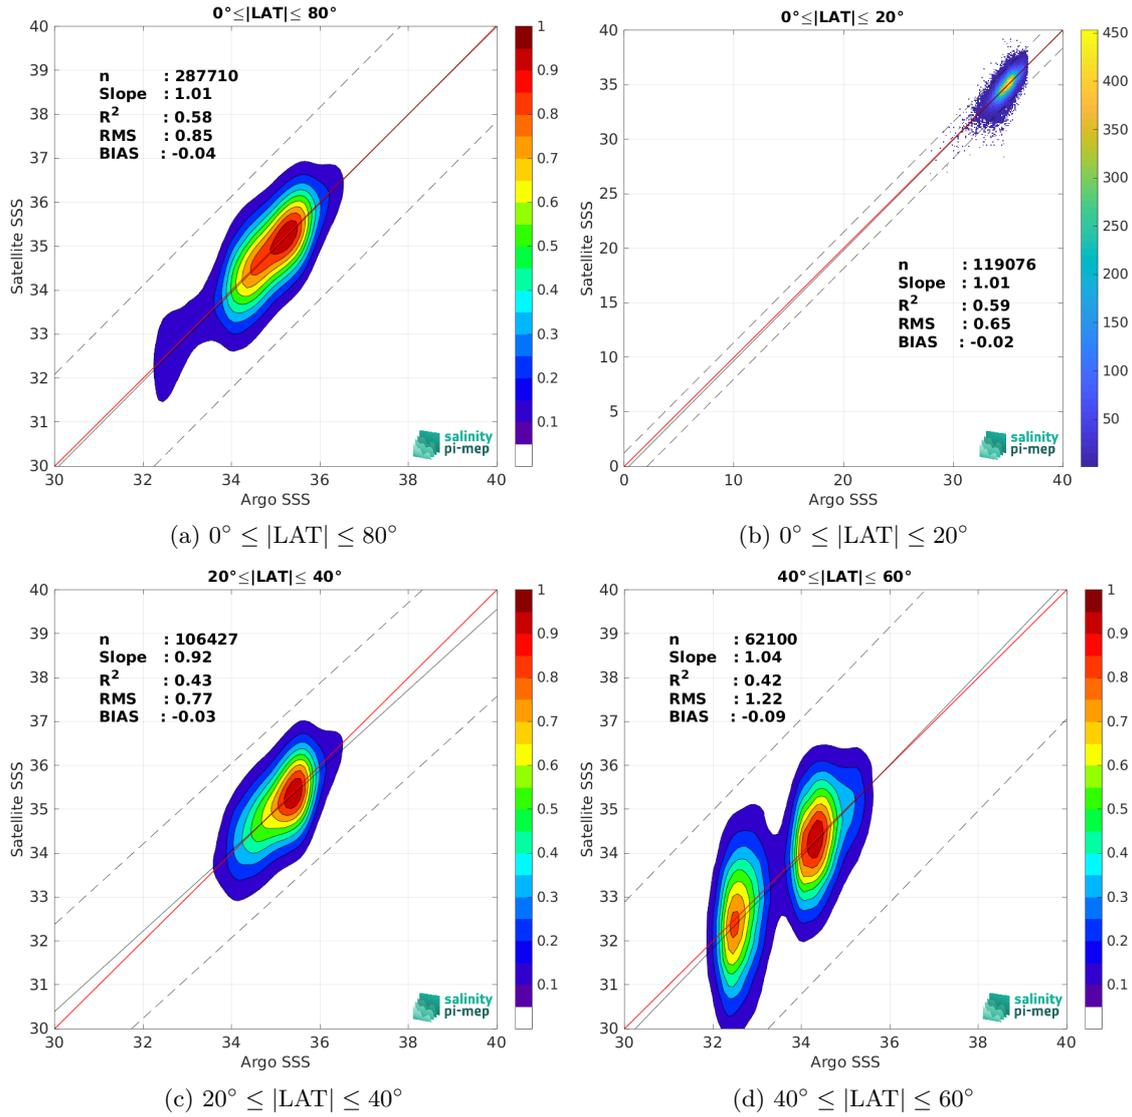 0°≤|LAT|≤ 80°
n : 287710
Slope : 1.01
R² : 0.58
RMS : 0.85
BIAS : -0.04
40
39
38
37
36
35
34
33
32
31
30
30 32 34 36 38 40
Satellite SSS
Argo SSS
1
0.9
0.8
0.7
0.6
0.5
0.4
0.3
0.2
0.1
salinity
pi-mep
(a) 0° ≤ |LAT| ≤ 80°
0°≤|LAT|≤ 20°
40
35
30
25
20
15
10
5
0
0 10 20 30 40
Satellite SSS
Argo SSS
n : 119076
Slope : 1.01
R² : 0.59
RMS : 0.65
BIAS : -0.02
450
400
350
300
250
200
150
100
50
salinity
pi-mep
(b) 0° ≤ |LAT| ≤ 20°
20°≤|LAT|≤ 40°
n : 106427
Slope : 0.92
R² : 0.43
RMS : 0.77
BIAS : -0.03
40
39
38
37
36
35
34
33
32
31
30
30 32 34 36 38 40
Satellite SSS
Argo SSS
1
0.9
0.8
0.7
0.6
0.5
0.4
0.3
0.2
0.1
salinity
pi-mep
(c) 20° ≤ |LAT| ≤ 40°
40°≤|LAT|≤ 60°
n : 62100
Slope : 1.04
R² : 0.42
RMS : 1.22
BIAS : -0.09
40
39
38
37
36
35
34
33
32
31
30
30 32 34 36 38 40
Satellite SSS
Argo SSS
1
0.9
0.8
0.7
0.6
0.5
0.4
0.3
0.2
0.1
salinity
pi-mep
(d) 40° ≤ |LAT| ≤ 60°